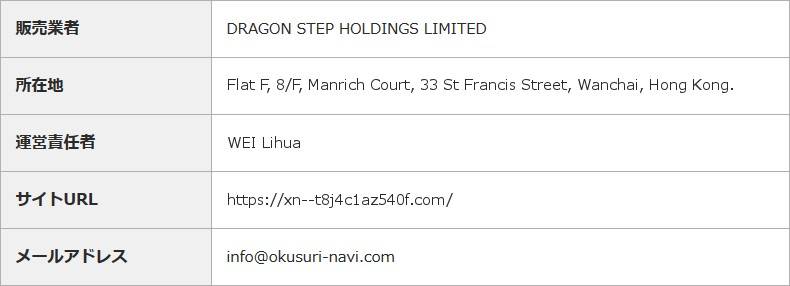 販売業者
DRAGON STEP HOLDINGS LIMITED
所在地
Flat F, 8/F, Manrich Court, 33 St Francis Street, Wanchai, Hong Kong.
運営責任者
WEI Lihua
サイトURL
https://xn--t8j4c1az540f.com/
メールアドレス
info@okusuri-navi.com